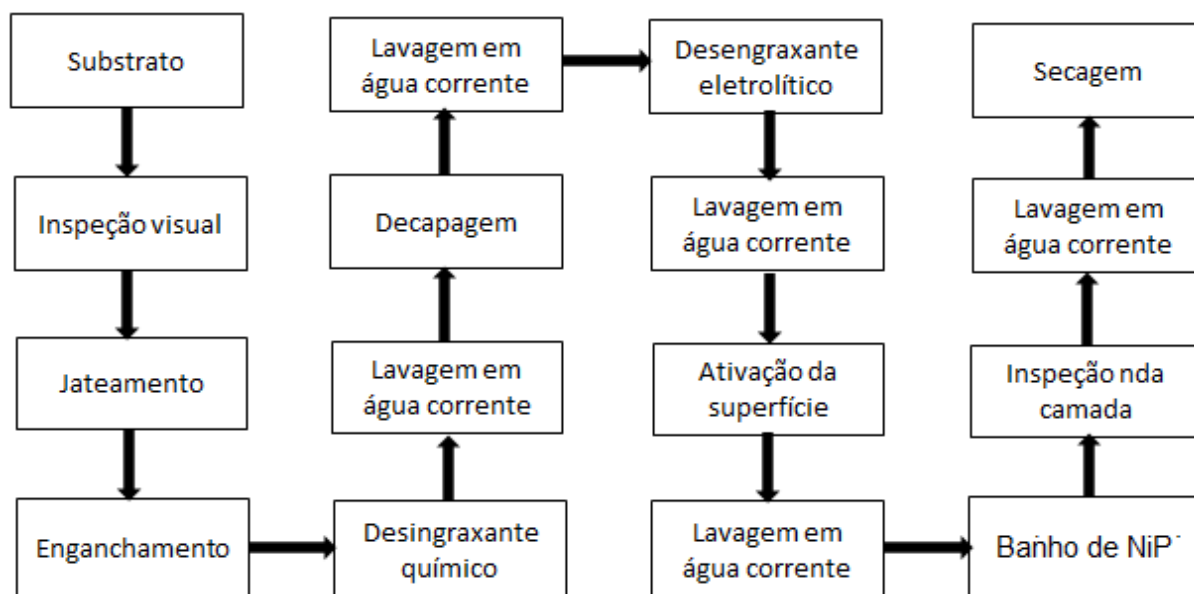 Substrato
Inspeção visual
Jateamento
Enganchamento
Desingraxante
químico
Lavagem em
água corrente
Decapagem
Lavagem em
água corrente
Desengraxante
eletrolítico
Lavagem em
água corrente
Ativação da
superfície
Lavagem em
água corrente
Banho de NiP
Inspeção nda
camada
Lavagem em
água corrente
Secagem